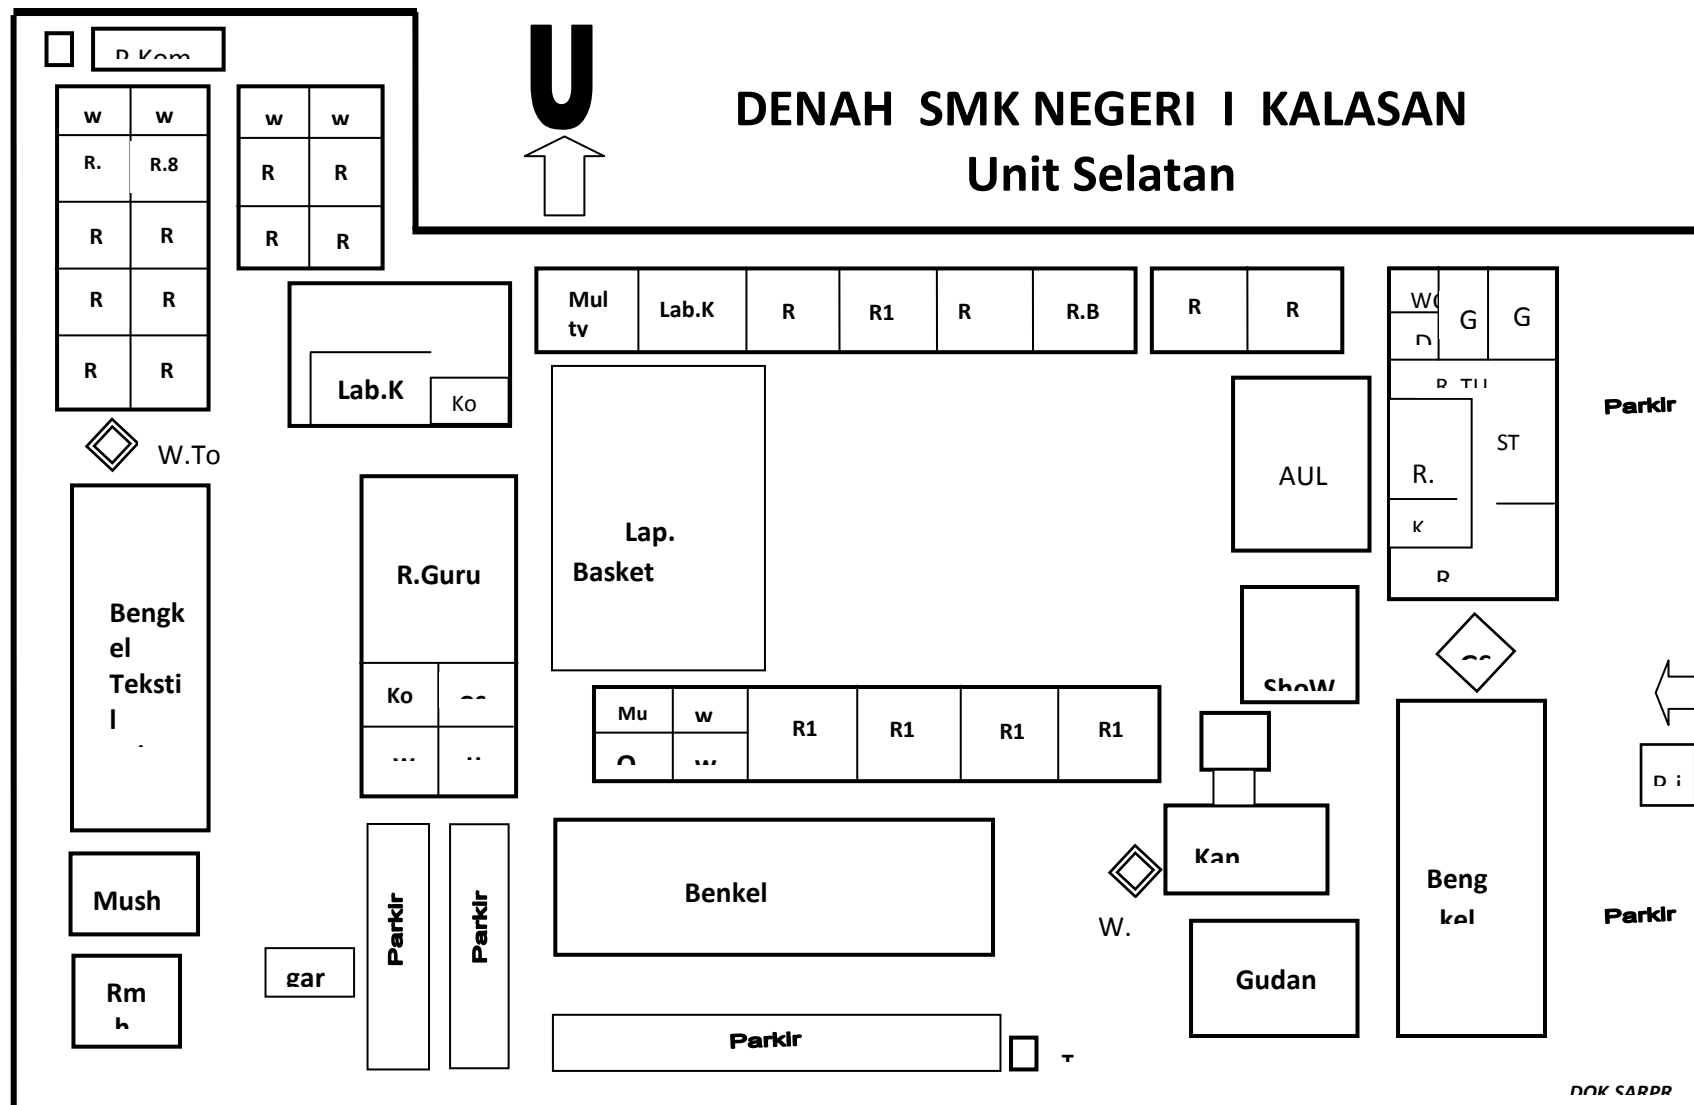 U
DENAH SMK NEGERI I KALASAN
Unit Selatan
w w
R. R.8
R R
R R
R R
w w
R R
R R
W.To
Lab.K
Ko
Mul
tv
Lab.K
R
R1
R
R.B
R
R
G
G
R.
ST
Parkir
AUL
Lap.
Basket
R.Guru
Ko
Bengk
el
Teksti
l
Mu
w
R1
R1
R1
R1
ShoW
Kan
W.
Gudan
Beng
kel
Parkir
Benkel
Mush
Rm
h
gar
Parkir
Parkir
Parkir
DOK SARPR